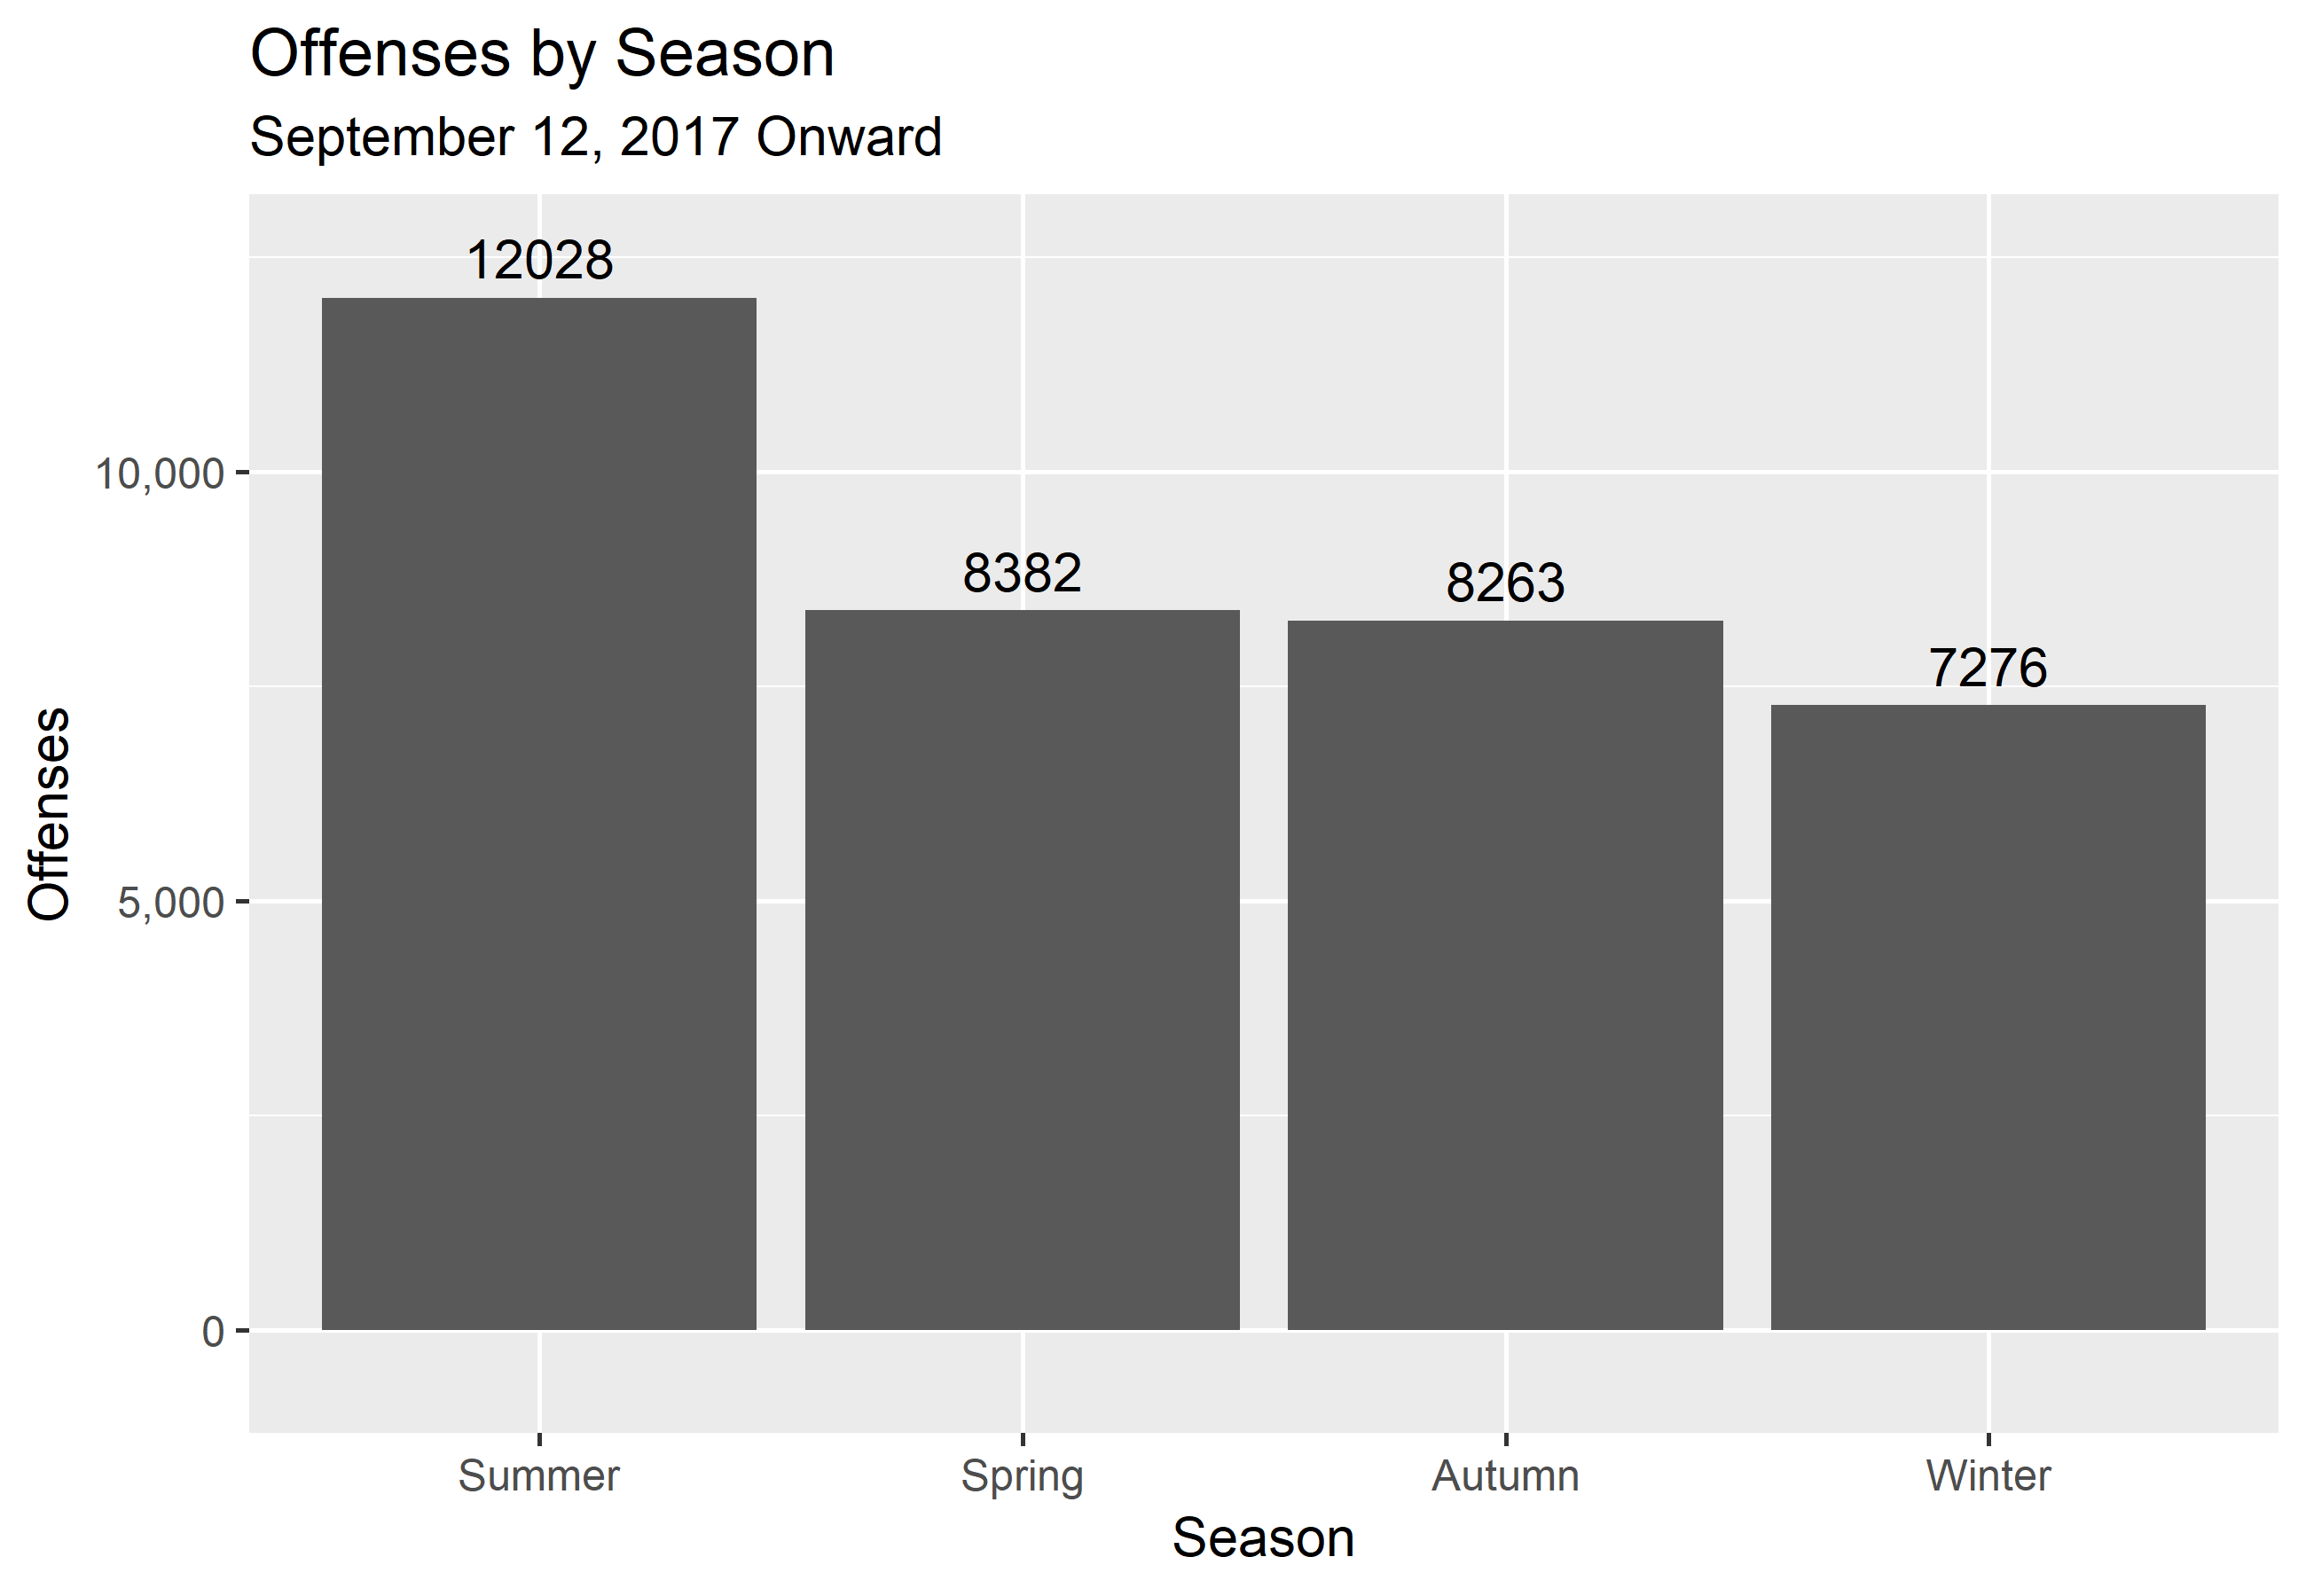 Offenses by Season
September 12, 2017 Onward
12028
8382
8263
7276
10,000
5,000
0
Offenses
Summer
Spring
Autumn
Winter
Season